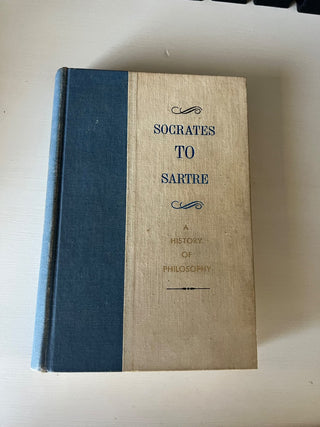 SOCRATES
TO
SARTRE
A
HISTORY
OF
PHILOSOPHY